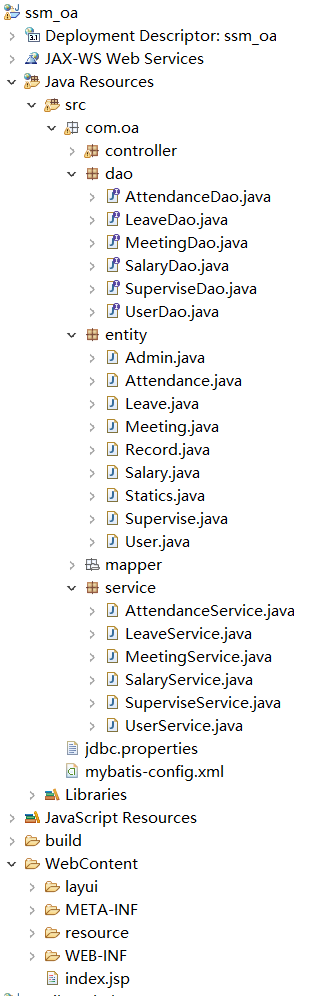 ssm_oa
Deployment Descriptor: ssm_oa
JAX-WS Web Services
Java Resources
src
com.oa
controller
dao
AttendanceDao.java
LeaveDao.java
MeetingDao.java
SalaryDao.java
SuperviseDao.java
UserDao.java
entity
Admin.java
Attendance.java
Leave.java
Meeting.java
Record.java
Salary.java
Statics.java
Supervise.java
User.java
mapper
service
AttendanceService.java
LeaveService.java
MeetingService.java
SalaryService.java
SuperviseService.java
UserService.java
jdbc.properties
mybatis-config.xml
Libraries
JavaScript Resources
build
WebContent
layui
META-INF
resource
WEB-INF
index.jsp